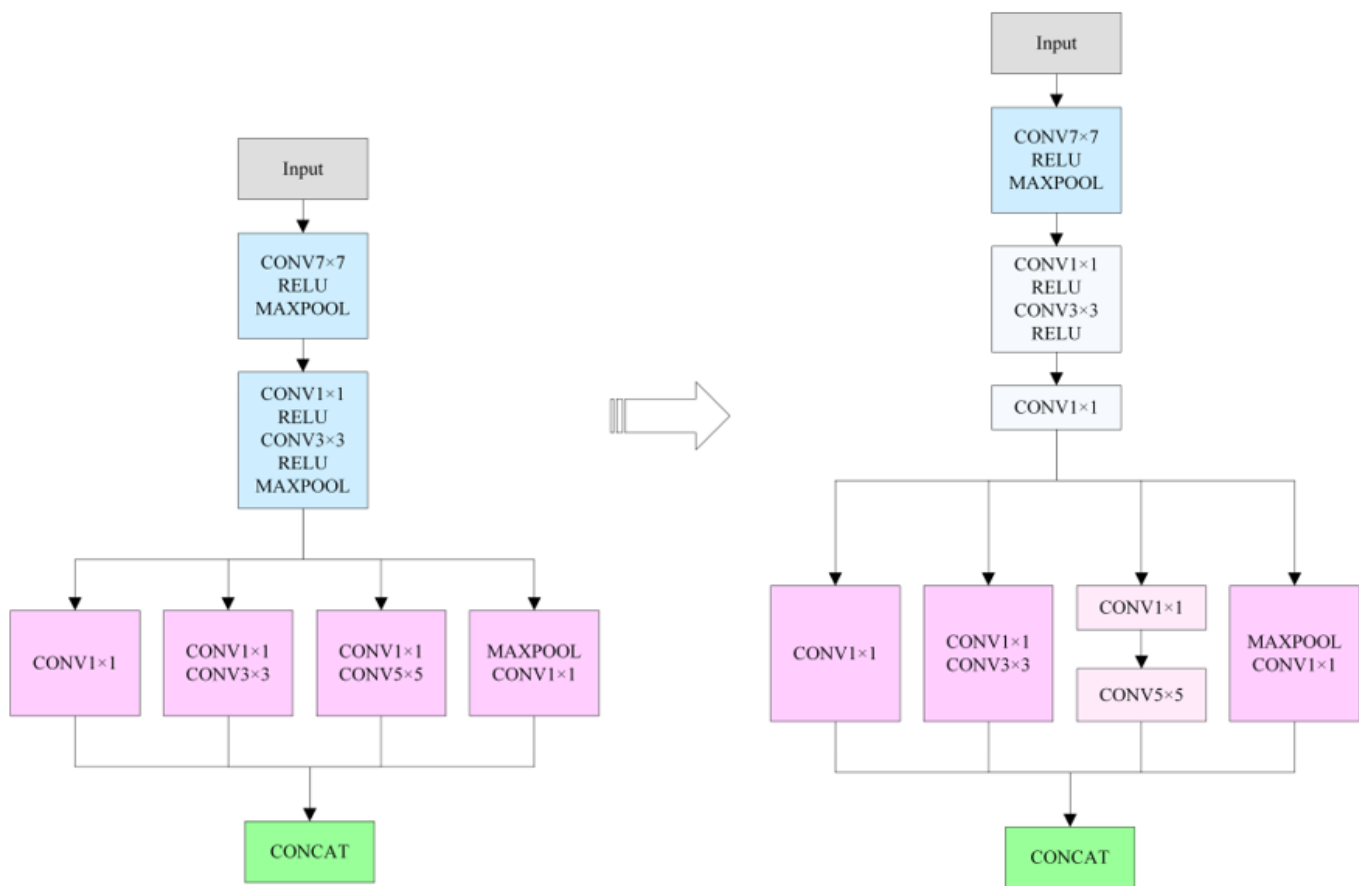 Input
CONV7×7
RELU
MAXPOOL
CONV1×1
RELU
CONV3×3
RELU
MAXPOOL
CONV1×1
CONV1×1
CONV3×3
CONV1×1
CONV5×5
MAXPOOL
CONV1×1
CONCAT
Input
CONV7×7
RELU
MAXPOOL
CONV1×1
RELU
CONV3×3
RELU
CONV1×1
CONV1×1
CONV1×1
CONV3×3
CONV1×1
CONV5×5
MAXPOOL
CONV1×1
CONCAT